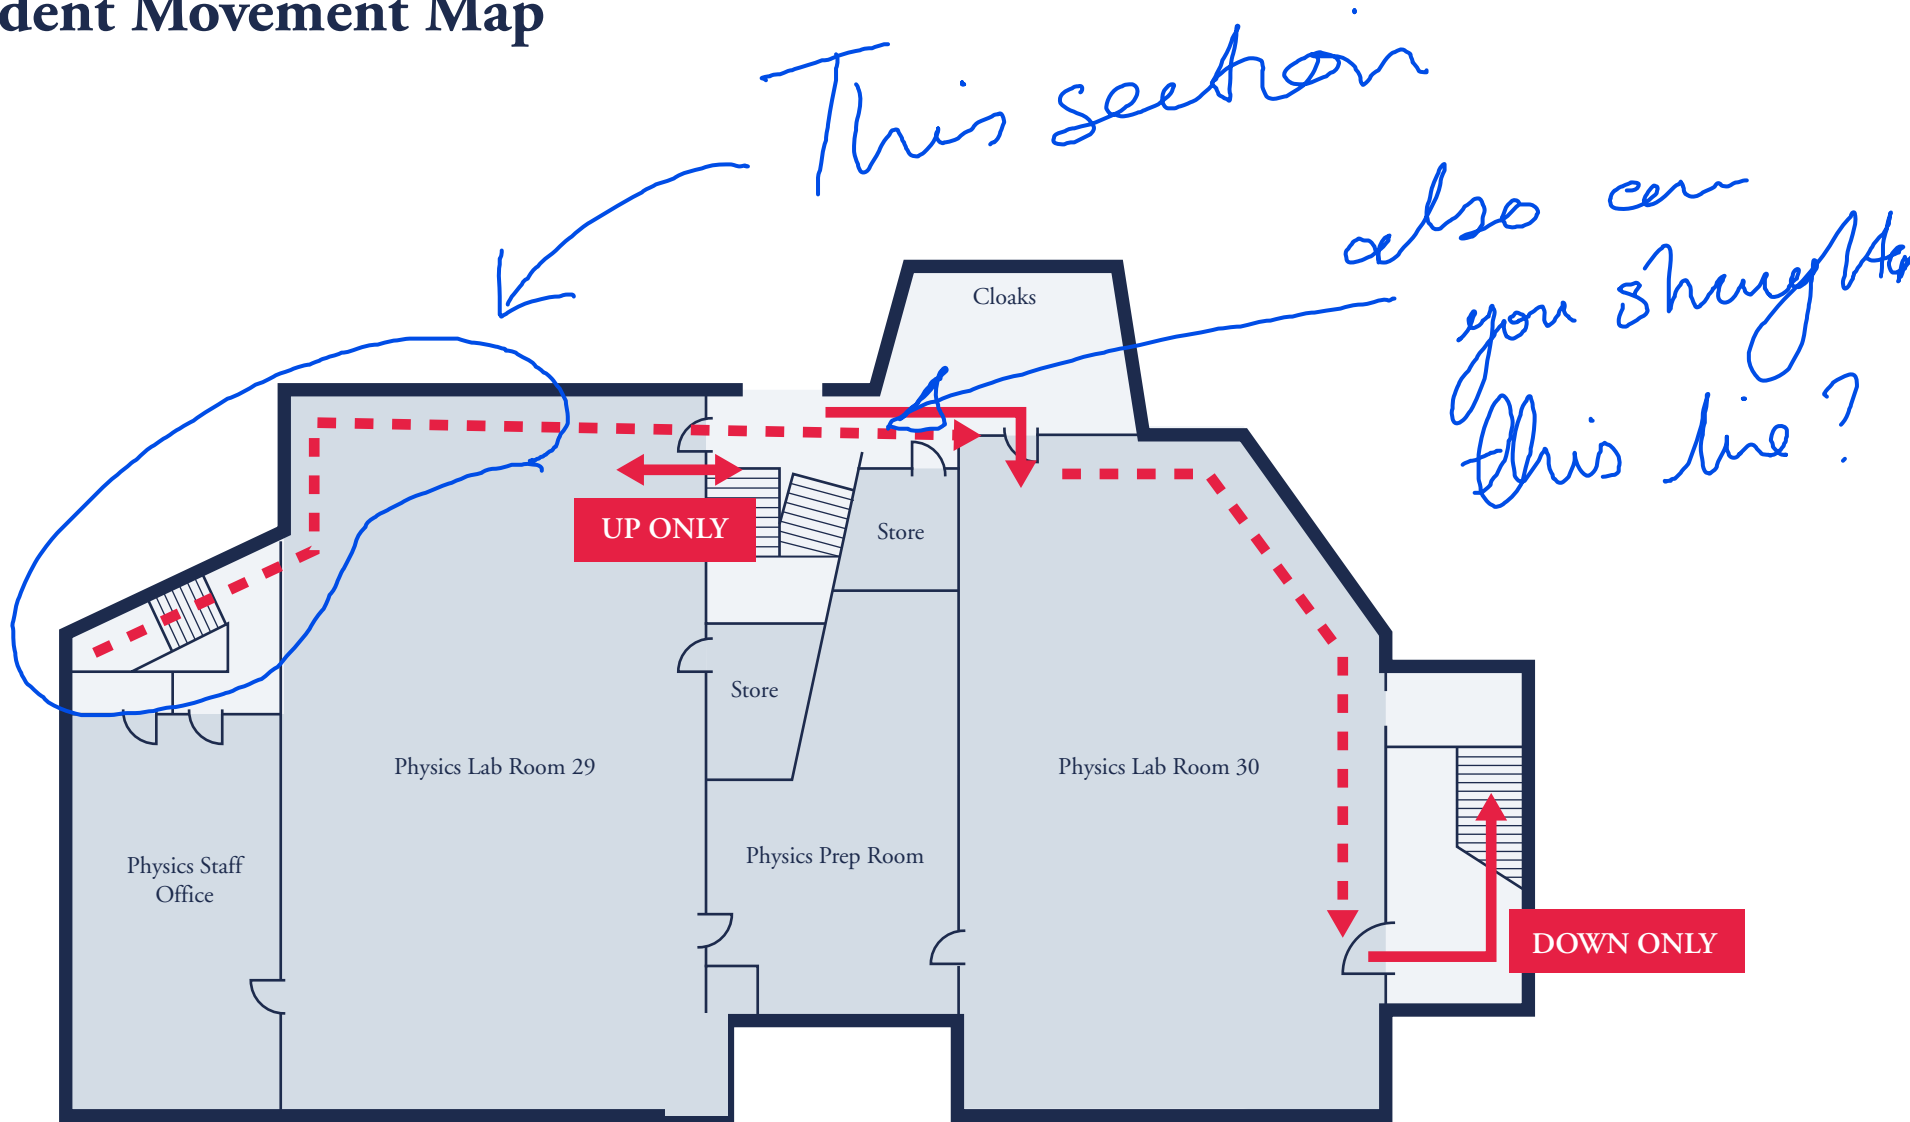 dent Movement Map
This section
also can
you straighten
this line?
Cloaks
UP ONLY
Store
Store
Physics Lab Room 29
Physics Lab Room 30
Physics Prep Room
Physics Staff
Office
DOWN ONLY